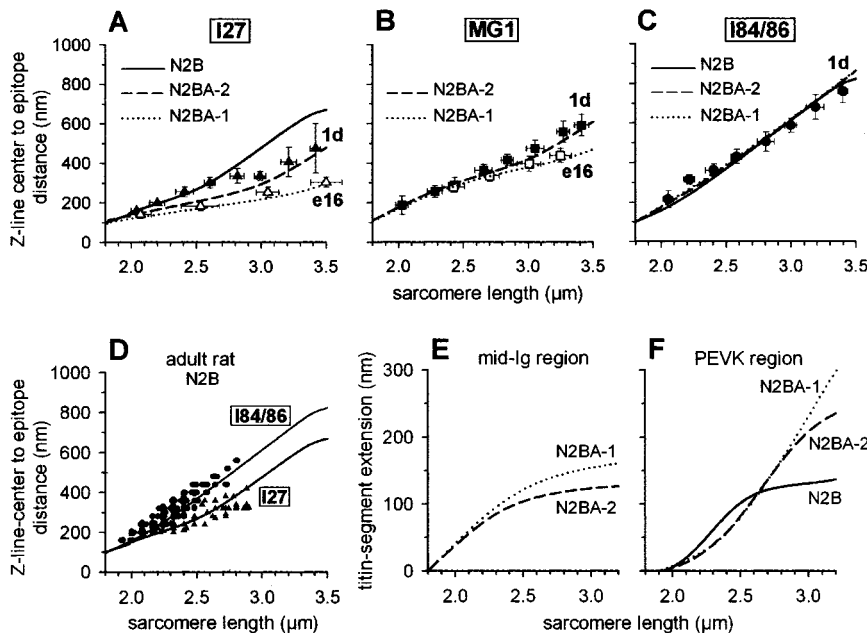 A
I27
B
MG1
C
I84/86
Z-line center to epitope
distance (nm)
1000
800
600
400
200
0
N2B
N2BA-2
N2BA-1
1d
e16
2.0 2.5 3.0 3.5
N2BA-2
N2BA-1
1d
e16
2.0 2.5 3.0 3.5
sarcomere length (µm)
N2B
N2BA-2
N2BA-1
1d
2.0 2.5 3.0 3.5
D
adult rat
N2B
Z-line-center to epitope
distance (nm)
1000
800
600
400
200
0
I84/86
I27
2.0 2.5 3.0 3.5
sarcomere length (µm)
E
mid-Ig region
titin-segment extension (nm)
300
200
100
0
N2BA-1
N2BA-2
2.0 2.5 3.0
F
PEVK region
N2BA-1
N2BA-2
N2B
2.0 2.5 3.0
sarcomere length (µm)